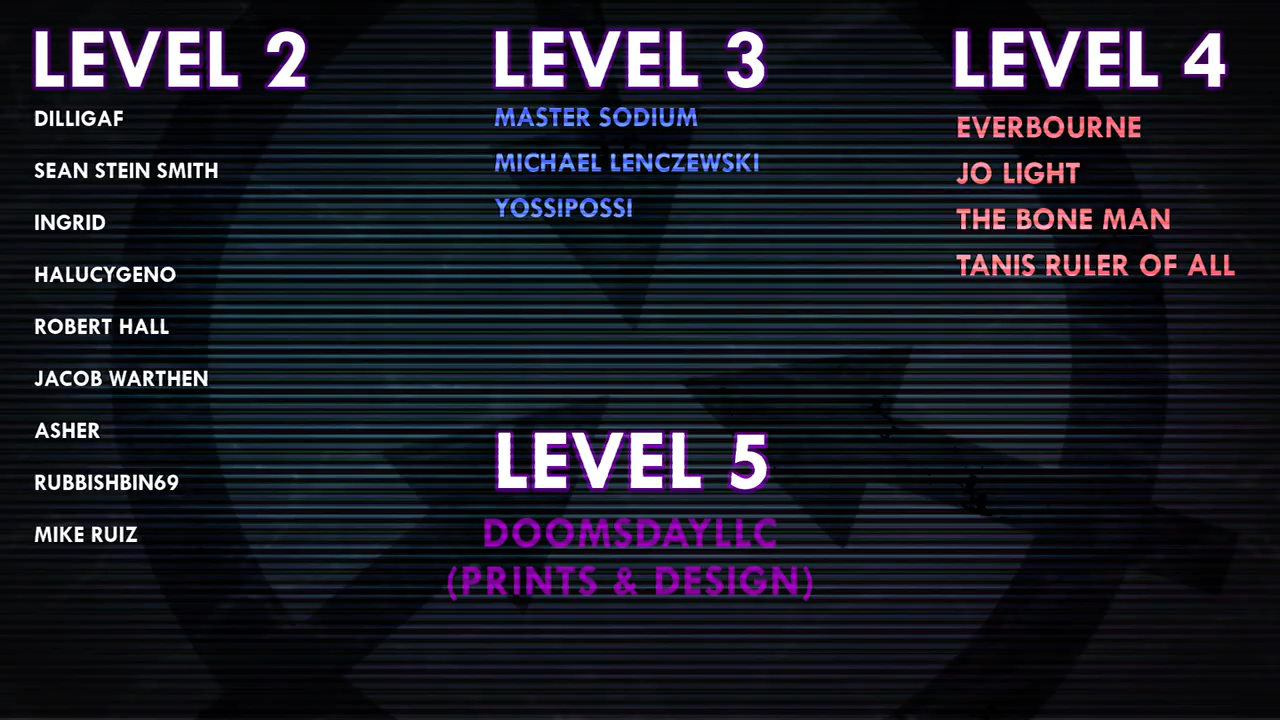 LEVEL 2
DILLIGAF
SEAN STEIN SMITH
INGRID
HALUCYGENO
ROBERT HALL
JACOB WARTHEN
ASHER
RUBBISHBIN69
MIKE RUIZ
LEVEL 3
MASTER SODIUM
MICHAEL LENCZEWSKI
YOSSIPOSSI
LEVEL 4
EVERBOURNE
JO LIGHT
THE BONE MAN
TANIS RULER OF ALL
LEVEL 5
DOOMSDAYLLC
(PRINTS & DESIGN)